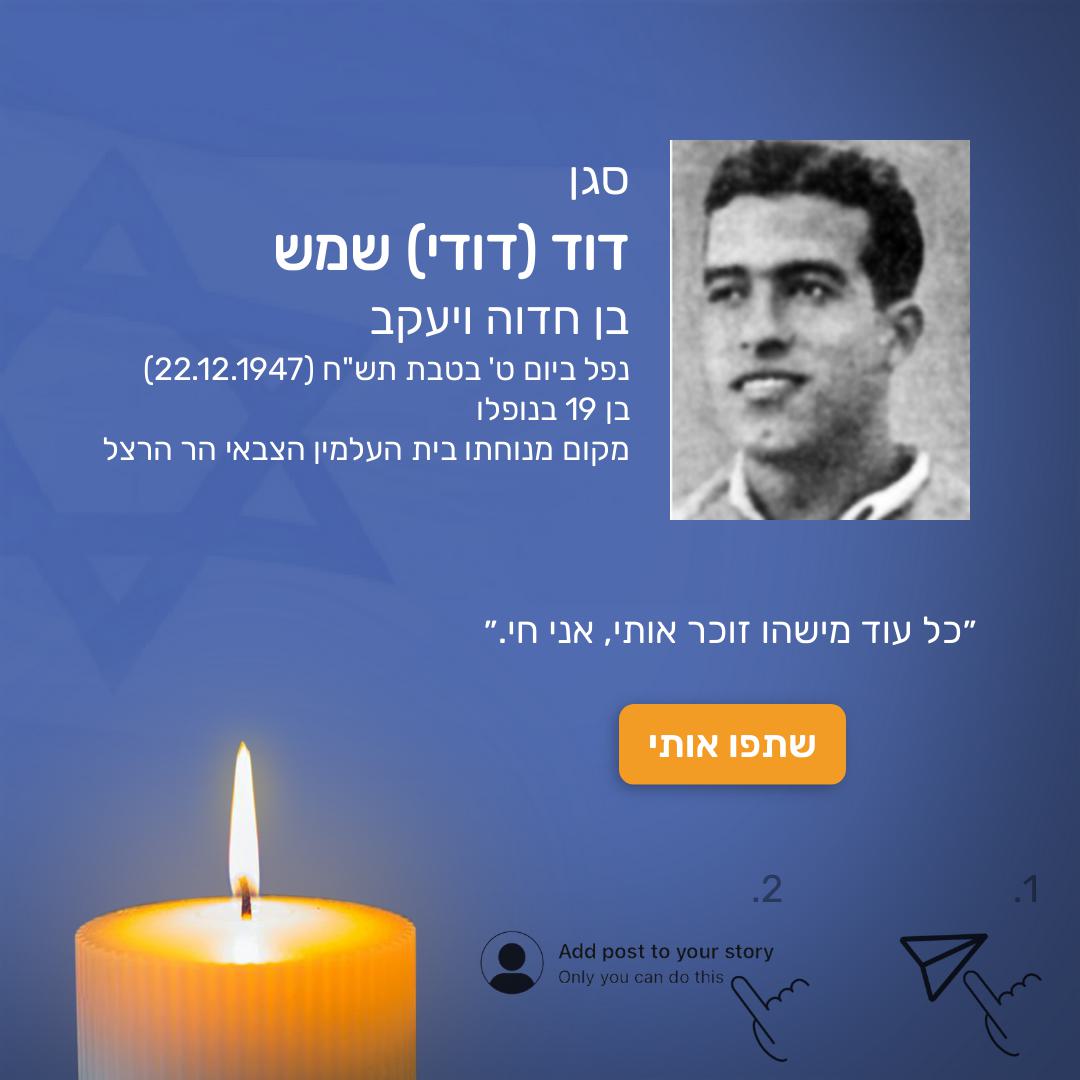 סגן
דוד (דודי) שמש
בן חדוה ויעקב
נפל ביום ט' בטבת תש"ח (22.12.1947)
בן 19 בנופלו
מקום מנוחתו בית העלמין הצבאי הר הרצל
״כל עוד מישהו זוכר אותי, אני חי.״
שתפו אותי
1.
2.
Add post to your story
Only you can do this